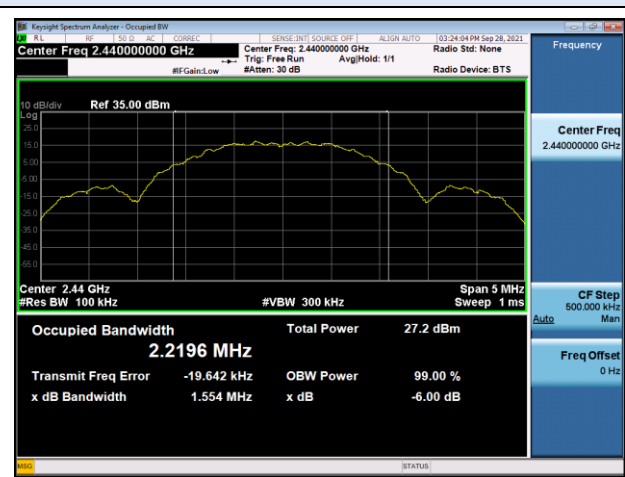 Keysight Spectrum Analyzer - Occupied BW
RL RF 50 Ω AC CORREC SENSE:INT SOURCE OFF ALIGN AUTO 03:24:04 PM Sep 28, 2021
Center Freq 2.440000000 GHz
Center Freq: 2.440000000 GHz
Radio Std: None
Trig: Free Run Avg|Hold: 1/1
#IFGain:Low #Atten: 30 dB Radio Device: BTS
Frequency
10 dB/div Ref 35.00 dBm
Log
25.0
15.0
5.00
-5.00
-15.0
-25.0
-35.0
-45.0
-55.0
Center 2.44 GHz Span 5 MHz
#Res BW 100 kHz #VBW 300 kHz Sweep 1 ms
Occupied Bandwidth Total Power 27.2 dBm
2.2196 MHz
Transmit Freq Error -19.642 kHz OBW Power 99.00 %
x dB Bandwidth 1.554 MHz x dB -6.00 dB
Center Freq
2.440000000 GHz
CF Step
500.000 kHz
Auto Man
Freq Offset
0 Hz
MSG STATUS